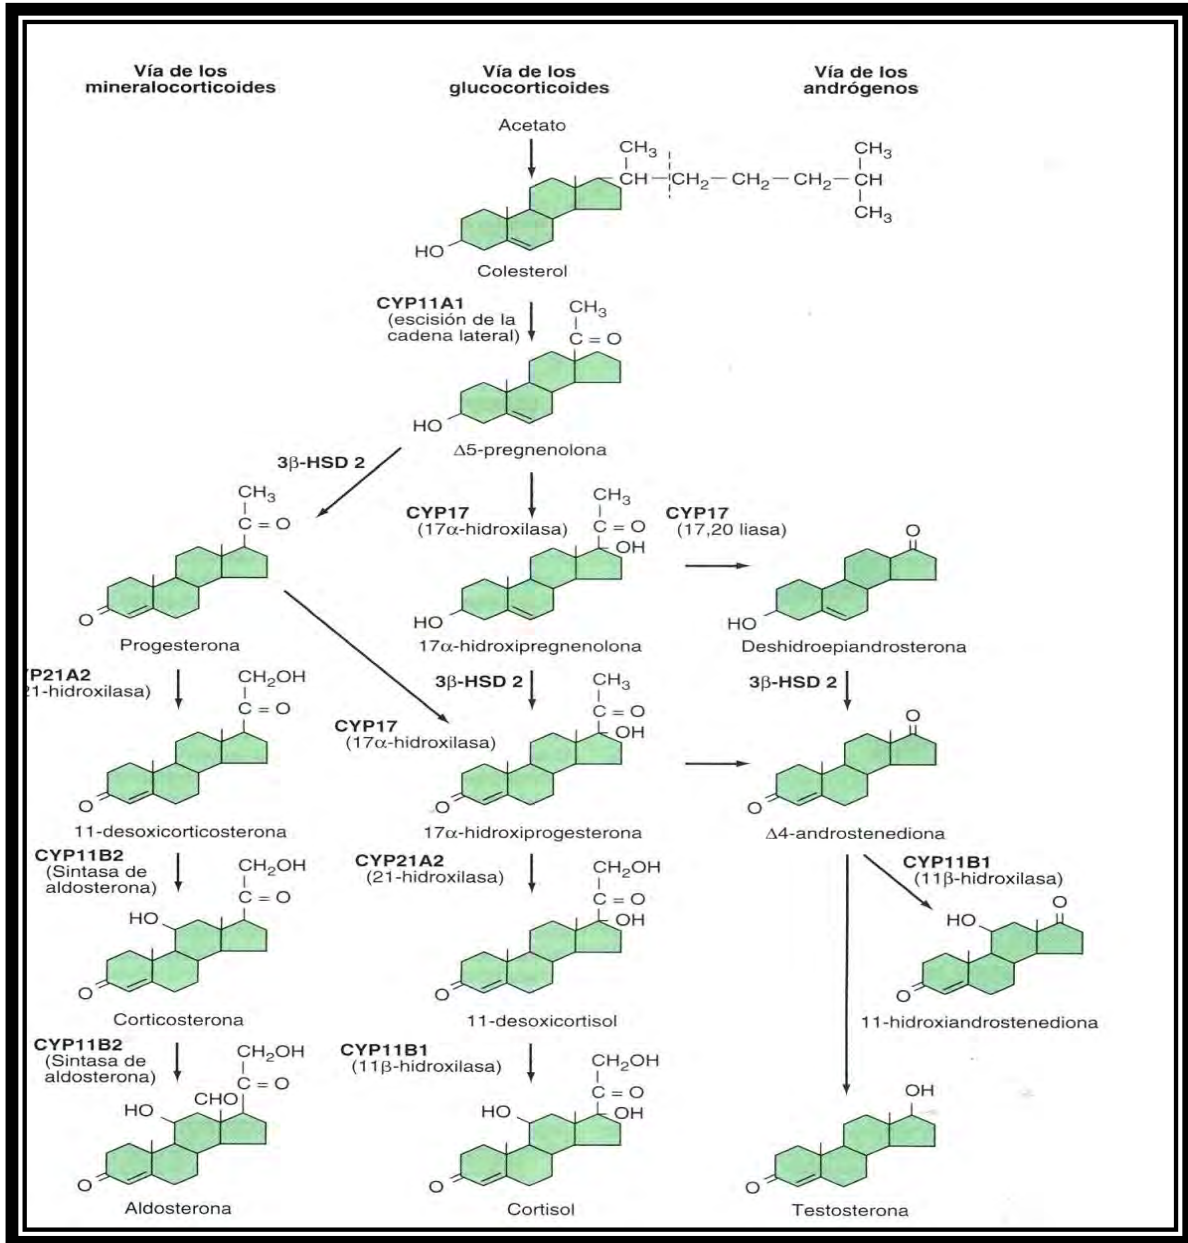 Vía de los
mineralocorticoides
Vía de los
glucocorticoides
Vía de los
andrógenos
Acetato
CH₃
CH₃
CH—CH₂—CH₂—CH₂—CH
CH₃
HO
Colesterol
CYP11A1
(escisión de la
cadena lateral)
CH₃
C = O
HO
Δ5-pregnenolona
3β-HSD 2
CH₃
C = O
O
Progesterona
CYP17
(17α-hidroxilasa)
CH₃
C = O
OH
HO
17α-hidroxipregnenolona
CYP17
(17,20 liasa)
O
HO
Deshidroepiandrosterona
YP21A2
21-hidroxilasa)
CH₂OH
C = O
O
11-desoxicorticosterona
CYP17
(17α-hidroxilasa)
3β-HSD 2
CH₃
C = O
OH
O
17α-hidroxiprogesterona
3β-HSD 2
O
O
Δ4-androstenediona
CYP11B2
(Sintasa de
aldosterona)
CH₂OH
C = O
HO
O
Corticosterona
CYP21A2
(21-hidroxilasa)
CH₂OH
C = O
OH
O
11-desoxicortisol
CYP11B1
(11β-hidroxilasa)
O
HO
O
11-hidroxiandrostenediona
CYP11B2
(Sintasa de
aldosterona)
CH₂OH
C = O
CHO
HO
O
Aldosterona
CYP11B1
(11β-hidroxilasa)
CH₂OH
C = O
OH
HO
O
Cortisol
OH
O
Testosterona